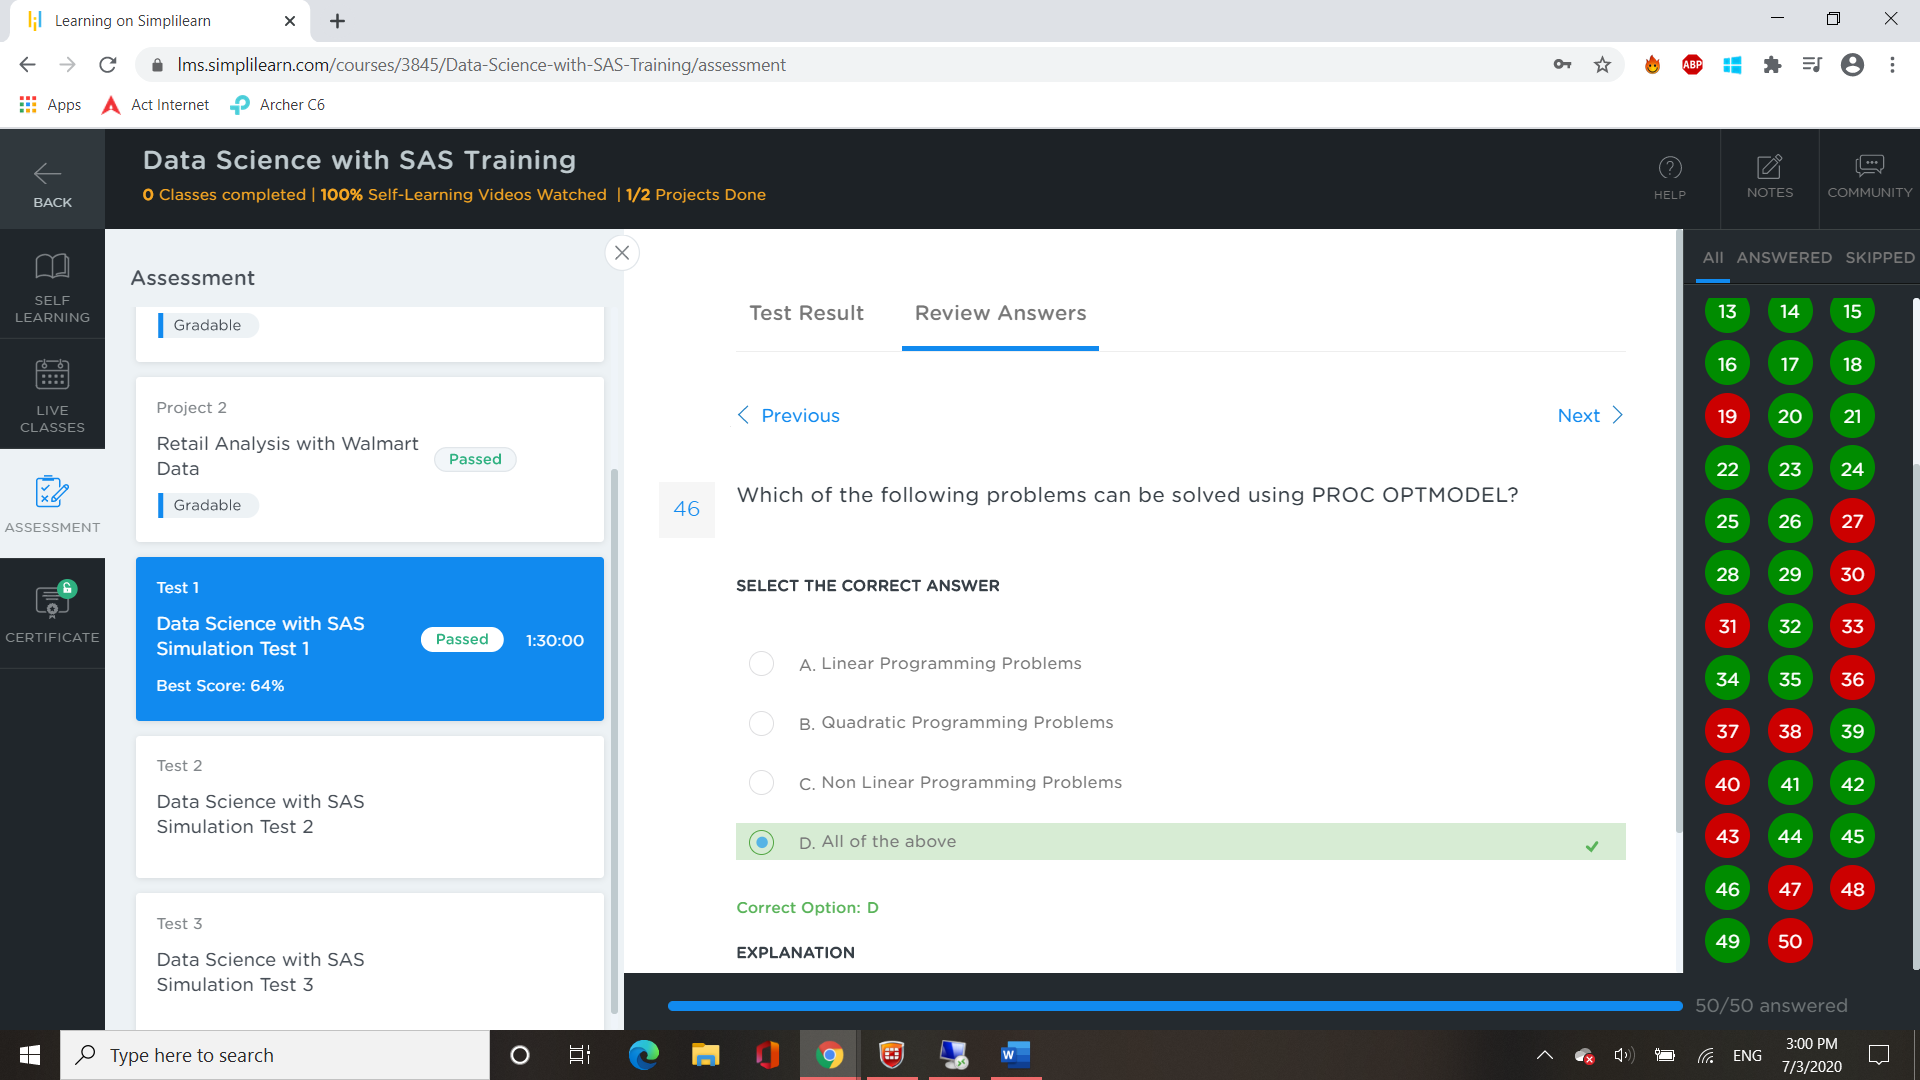 Learning on Simplilearn
lms.simplilearn.com/courses/3845/Data-Science-with-SAS-Training/assessment
ABP
Apps
Act Internet
Archer C6
BACK
Data Science with SAS Training
0 Classes completed | 100% Self-Learning Videos Watched | 1/2 Projects Done
HELP
NOTES
COMMUNITY
SELF
LEARNING
LIVE
CLASSES
ASSESSMENT
CERTIFICATE
Assessment
Gradable
Project 2
Retail Analysis with Walmart
Data
Passed
Gradable
Test 1
Data Science with SAS
Simulation Test 1
Passed
1:30:00
Best Score: 64%
Test 2
Data Science with SAS
Simulation Test 2
Test 3
Data Science with SAS
Simulation Test 3
Test Result
Review Answers
Previous
Next
46
Which of the following problems can be solved using PROC OPTMODEL?
SELECT THE CORRECT ANSWER
A. Linear Programming Problems
B. Quadratic Programming Problems
C. Non Linear Programming Problems
D. All of the above
Correct Option: D
EXPLANATION
All ANSWERED SKIPPED
13 14 15
16 17 18
19 20 21
22 23 24
25 26 27
28 29 30
31 32 33
34 35 36
37 38 39
40 41 42
43 44 45
46 47 48
49 50
50/50 answered
Type here to search
ENG
3:00 PM
7/3/2020